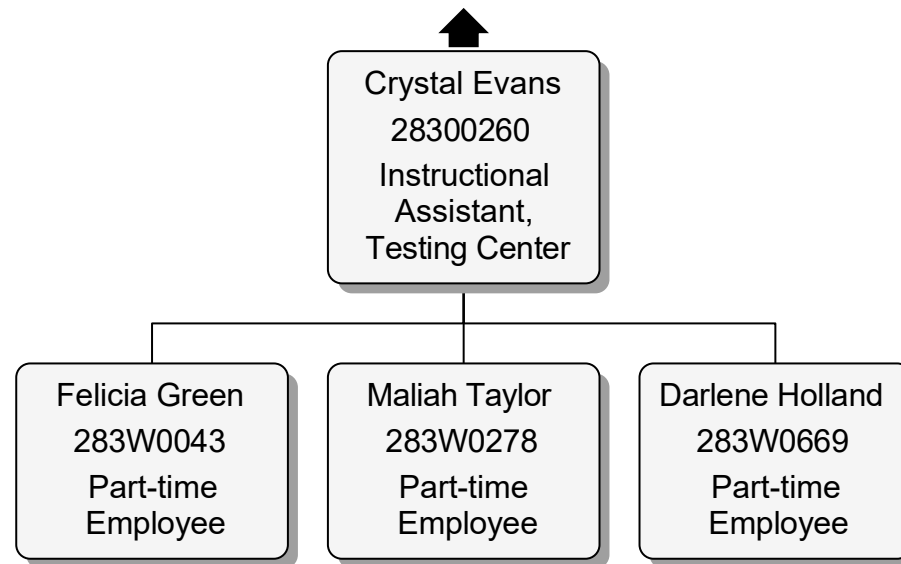 Crystal Evans
28300260
Instructional
Assistant,
Testing Center
Felicia Green
283W0043
Part-time
Employee
Maliah Taylor
283W0278
Part-time
Employee
Darlene Holland
283W0669
Part-time
Employee